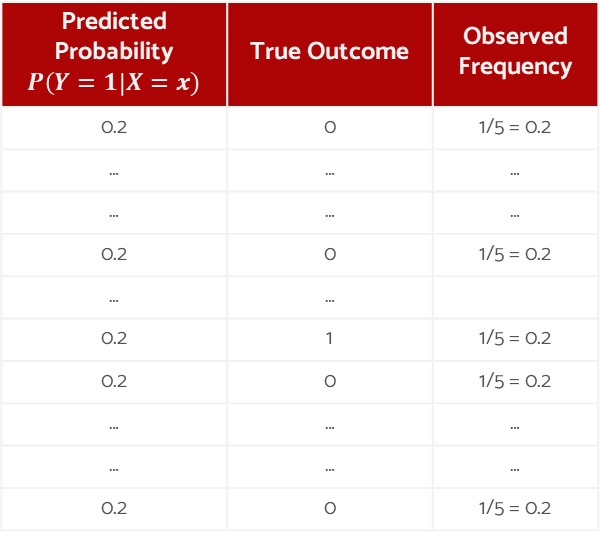 Predicted
Probability
P(Y = 1|X = x)
True Outcome
Observed
Frequency
0.2 0 1/5 = 0.2
... ... ...
... ... ...
0.2 0 1/5 = 0.2
... ...
0.2 1 1/5 = 0.2
0.2 0 1/5 = 0.2
... ... ...
... ... ...
0.2 0 1/5 = 0.2